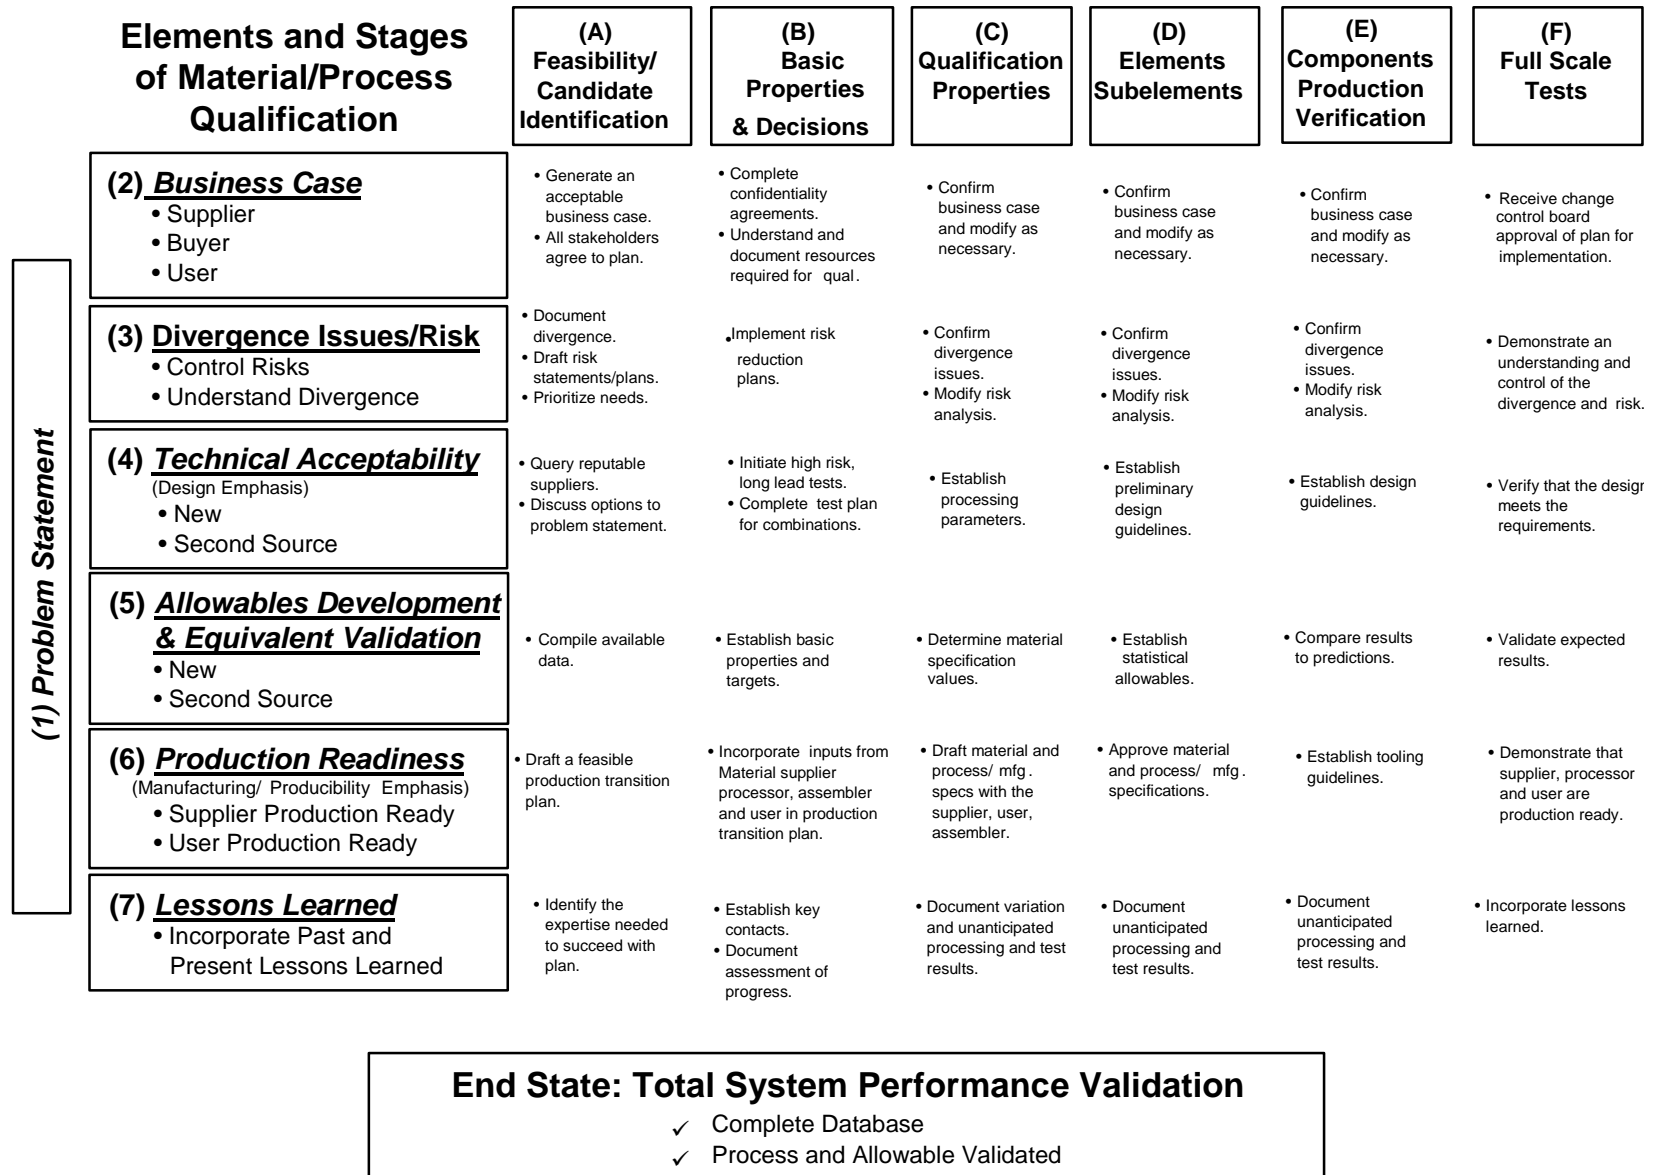 Elements and Stages
of Material/Process
Qualification
(A)
Feasibility/
Candidate
Identification
(B)
Basic
Properties
& Decisions
(C)
Qualification
Properties
(D)
Elements
Subelements
(E)
Components
Production
Verification
(F)
Full Scale
Tests
(1) Problem Statement
(2) Business Case
• Supplier
• Buyer
• User
• Generate an
acceptable
business case.
• All stakeholders
agree to plan.
• Complete
confidentiality
agreements.
• Understand and
document resources
required for qual.
• Confirm
business case
and modify as
necessary.
• Confirm
business case
and modify as
necessary.
• Confirm
business case
and modify as
necessary.
• Receive change
control board
approval of plan for
implementation.
(3) Divergence Issues/Risk
• Control Risks
• Understand Divergence
• Document
divergence.
• Draft risk
statements/plans.
• Prioritize needs.
• Implement risk
reduction
plans.
• Confirm
divergence
issues.
• Modify risk
analysis.
• Confirm
divergence
issues.
• Modify risk
analysis.
• Confirm
divergence
issues.
• Modify risk
analysis.
• Demonstrate an
understanding and
control of the
divergence and risk.
(4) Technical Acceptability
(Design Emphasis)
• New
• Second Source
• Query reputable
suppliers.
• Discuss options to
problem statement.
• Initiate high risk,
long lead tests.
• Complete test plan
for combinations.
• Establish
processing
parameters.
• Establish
preliminary
design
guidelines.
• Establish design
guidelines.
• Verify that the design
meets the
requirements.
(5) Allowables Development
& Equivalent Validation
• New
• Second Source
• Compile available
data.
• Establish basic
properties and
targets.
• Determine material
specification
values.
• Establish
statistical
allowables.
• Compare results
to predictions.
• Validate expected
results.
(6) Production Readiness
(Manufacturing/ Producibility Emphasis)
• Supplier Production Ready
• User Production Ready
• Draft a feasible
production transition
plan.
• Incorporate inputs from
Material supplier
processor, assembler
and user in production
transition plan.
• Draft material and
process/ mfg.
specs with the
supplier, user,
assembler.
• Approve material
and process/ mfg.
specifications.
• Establish tooling
guidelines.
• Demonstrate that
supplier, processor
and user are
production ready.
(7) Lessons Learned
• Incorporate Past and
Present Lessons Learned
• Identify the
expertise needed
to succeed with
plan.
• Establish key
contacts.
• Document
assessment of
progress.
• Document variation
and unanticipated
processing and test
results.
• Document
unanticipated
processing and
test results.
• Document
unanticipated
processing and
test results.
• Incorporate lessons
learned.
End State: Total System Performance Validation
✓ Complete Database
✓ Process and Allowable Validated